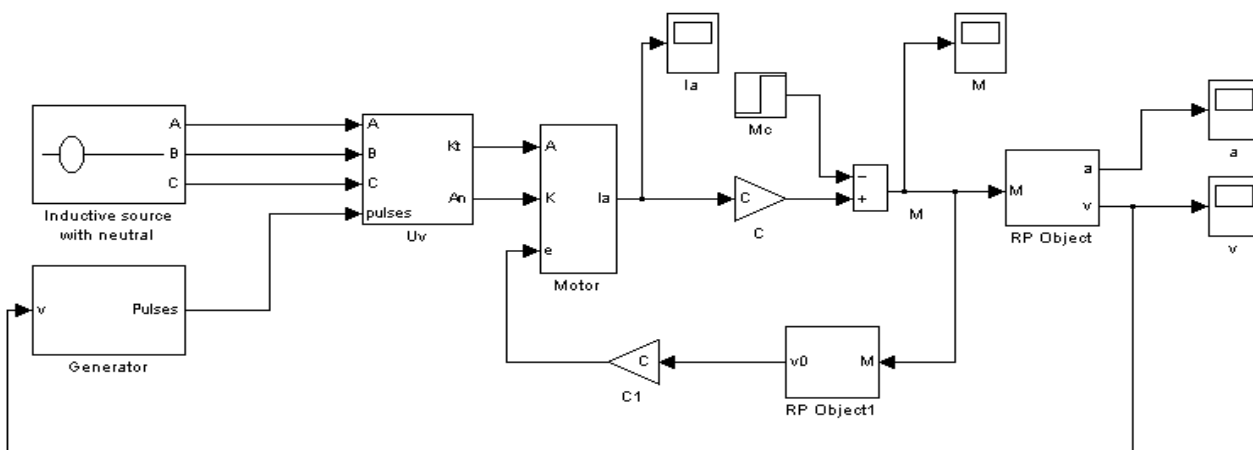 Ia
M
Mc
a
A
B
C
Inductive source
with neutral
A
B
C
pulses
Kt
An
Uv
A
K
e
Ia
Motor
C
C
−
+
M
M
a
v
RP Object
v
v
Pulses
Generator
C
C1
v0
M
RP Object1